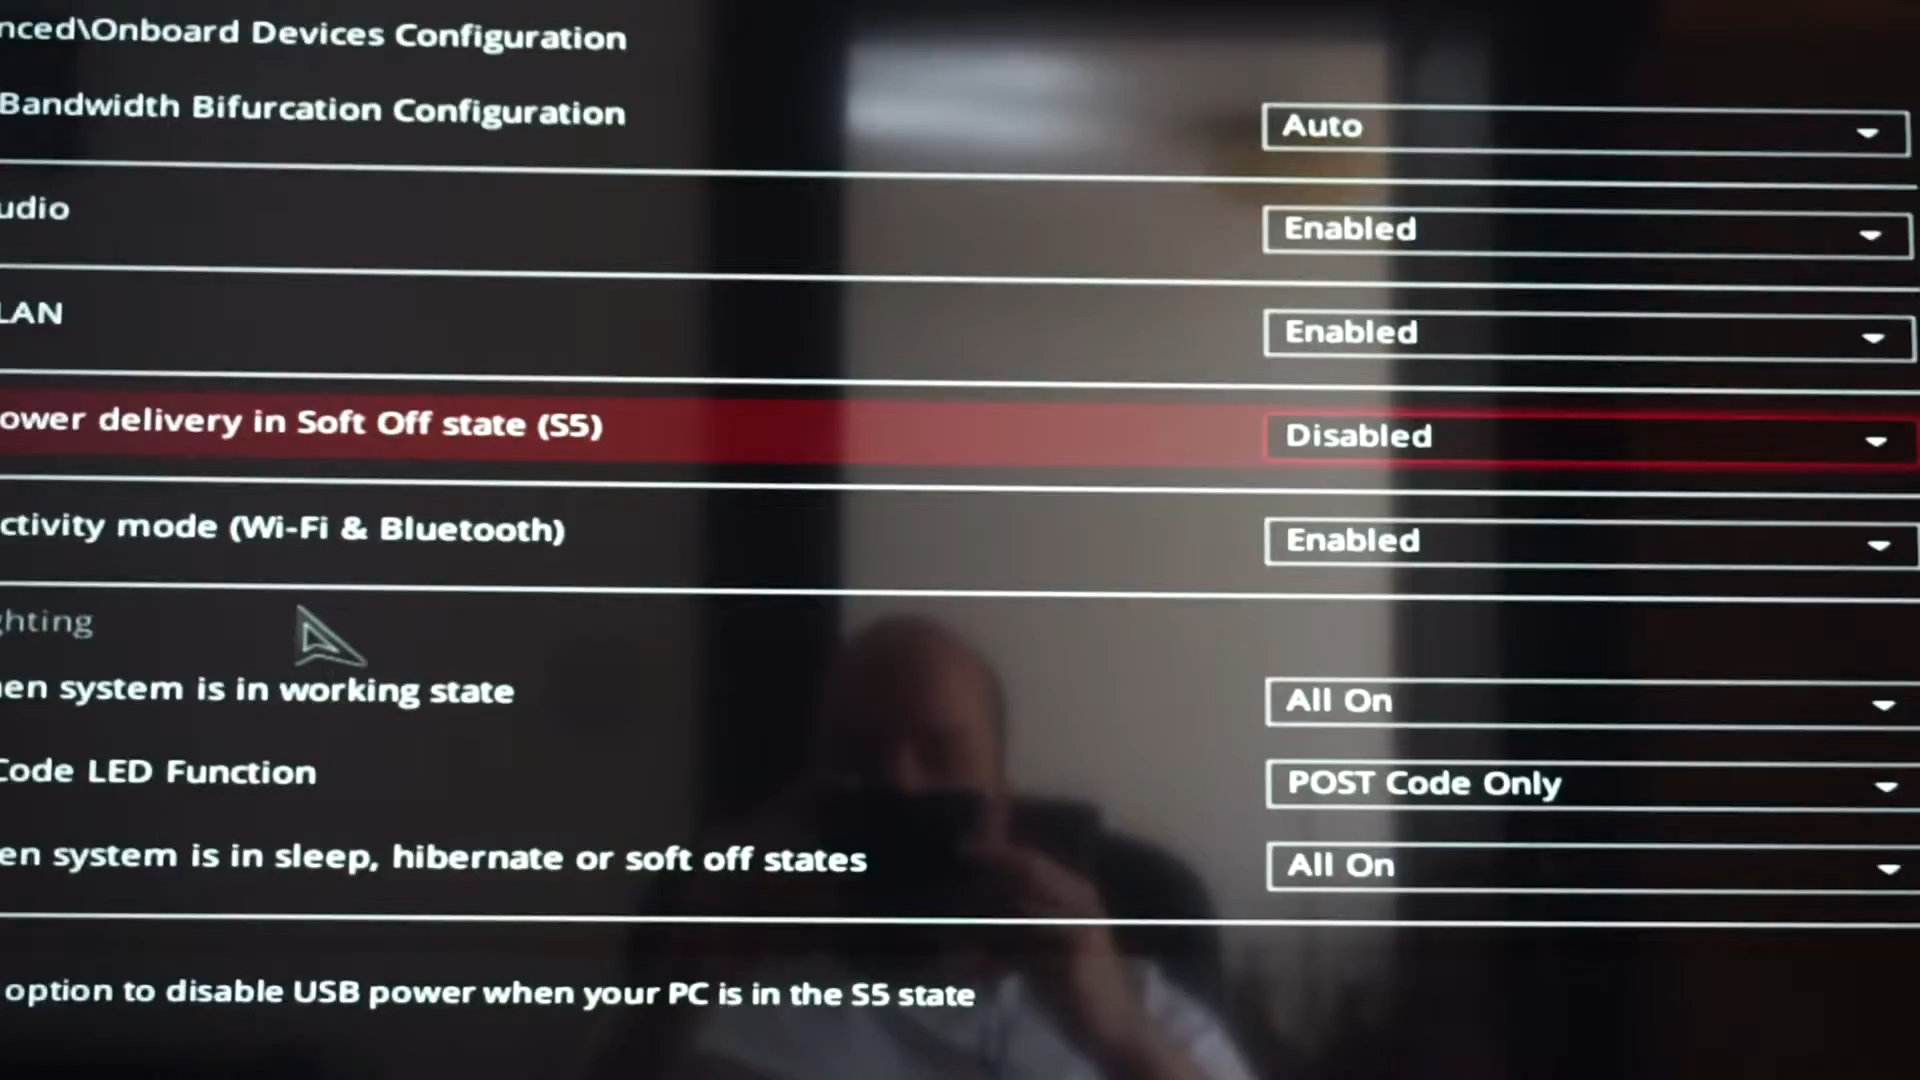 nced\Onboard Devices Configuration
Bandwidth Bifurcation Configuration Auto
udio Enabled
LAN Enabled
ower delivery in Soft Off state (S5) Disabled
ctivity mode (Wi-Fi & Bluetooth) Enabled
ghting
en system is in working state All On
Code LED Function POST Code Only
en system is in sleep, hibernate or soft off states All On
option to disable USB power when your PC is in the S5 state